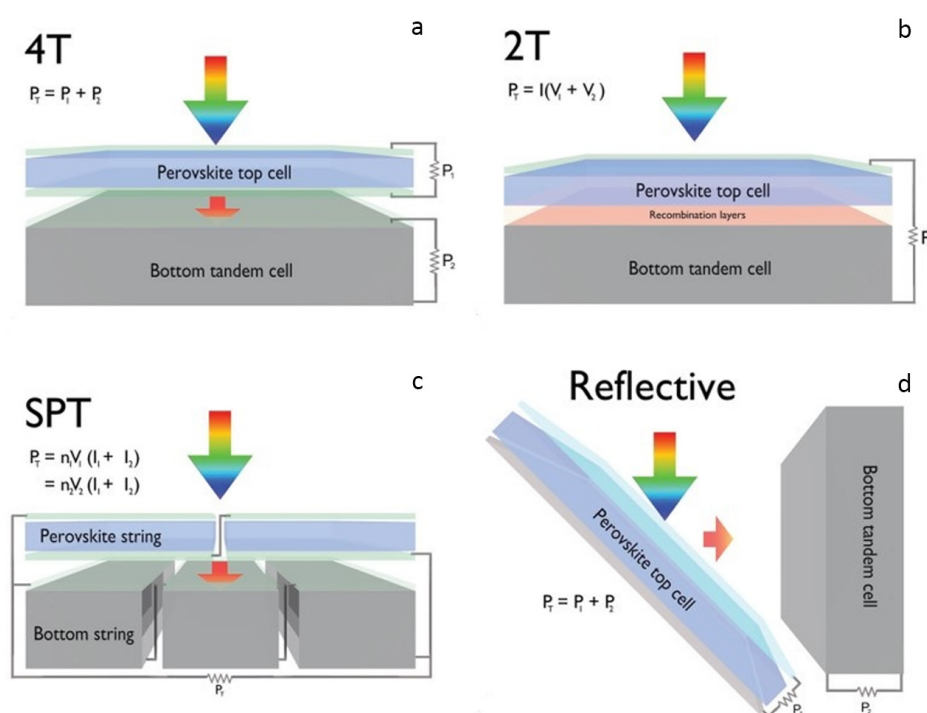 a
4T
P_T = P_1 + P_2
Perovskite top cell
P_1
P_2
Bottom tandem cell
b
2T
P_T = I(V_1 + V_2)
Perovskite top cell
Recombination layers
Bottom tandem cell
c
SPT
P_T = n_1V_1 (I_1 + I_2)
= n_2V_2 (I_1 + I_2)
Perovskite string
Bottom string
P_T
d
Reflective
Perovskite top cell
Bottom tandem cell
P_T = P_1 + P_2
P_2